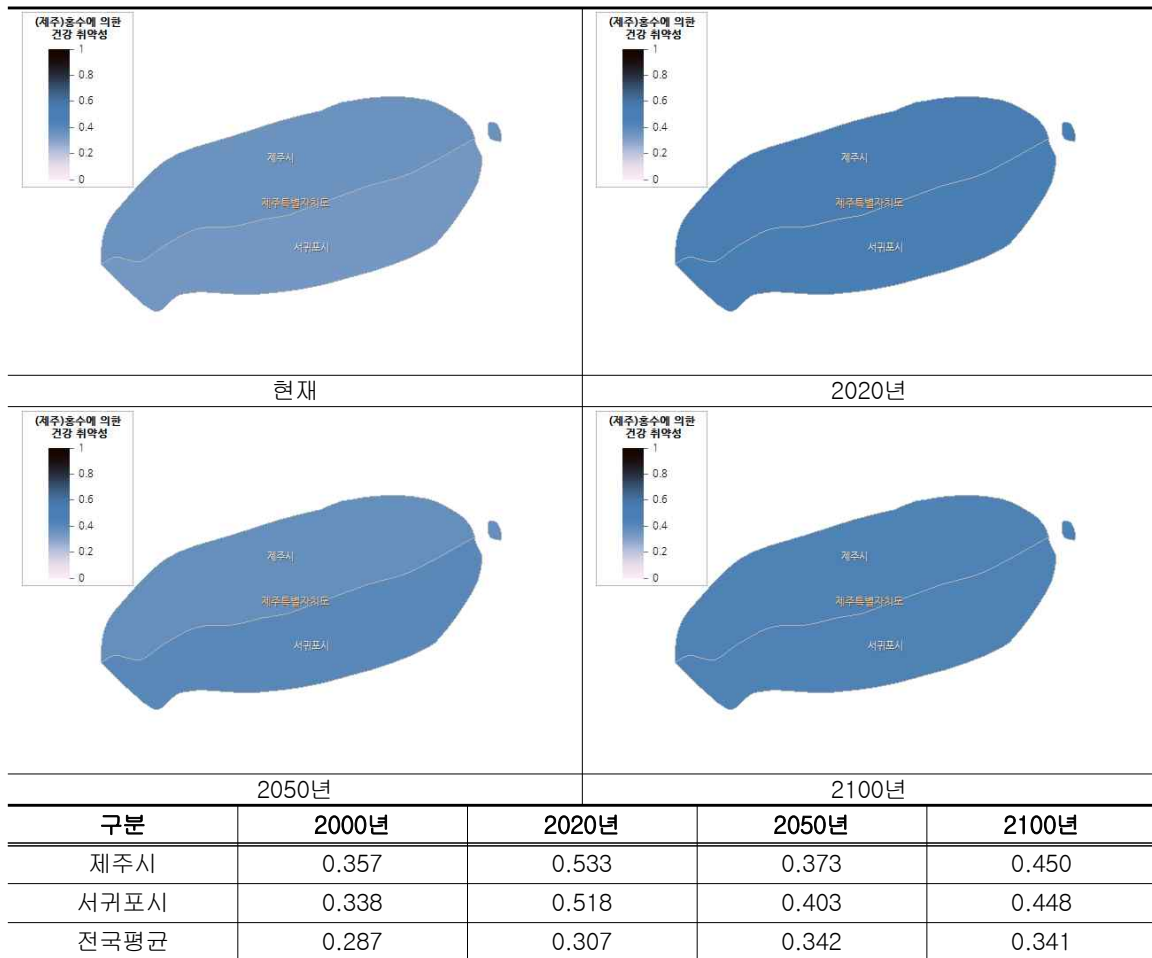 (제주)홍수에 의한
건강 취약성
1
0.8
0.6
0.4
0.2
0
제주시
제주특별자치도
서귀포시
(제주)홍수에 의한
건강 취약성
1
0.8
0.6
0.4
0.2
0
제주시
제주특별자치도
서귀포시
현재 2020년
(제주)홍수에 의한
건강 취약성
1
0.8
0.6
0.4
0.2
0
제주시
제주특별자치도
서귀포시
(제주)홍수에 의한
건강 취약성
1
0.8
0.6
0.4
0.2
0
제주시
제주특별자치도
서귀포시
2050년 2100년
구분 2000년 2020년 2050년 2100년
제주시 0.357 0.533 0.373 0.450
서귀포시 0.338 0.518 0.403 0.448
전국평균 0.287 0.307 0.342 0.341